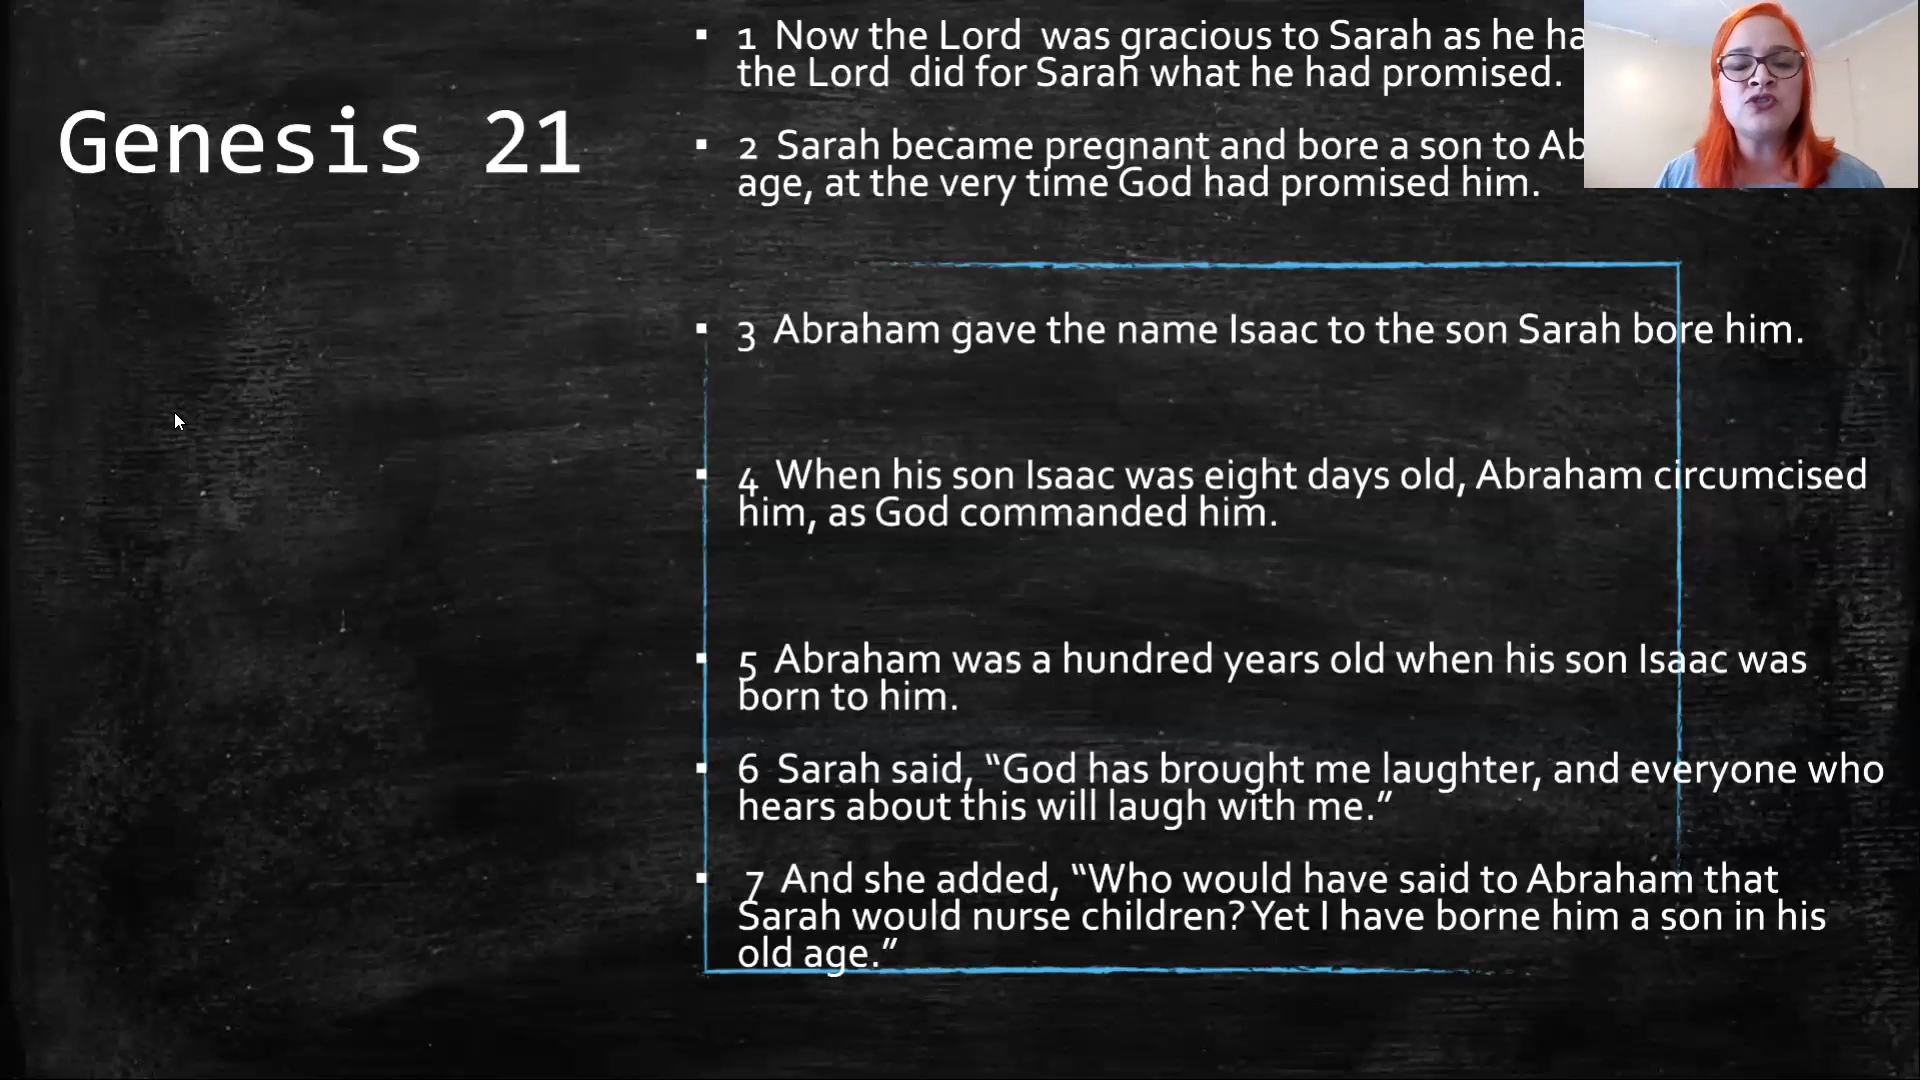 Genesis 21
1 Now the Lord was gracious to Sarah as he
the Lord did for Sarah what he had promised.
2 Sarah became pregnant and bore a son to
age, at the very time God had promised him.
3 Abraham gave the name Isaac to the son Sarah bore him.
4 When his son Isaac was eight days old, Abraham circumcised
him, as God commanded him.
5 Abraham was a hundred years old when his son Isaac was
born to him.
6 Sarah said, “God has brought me laughter, and everyone who
hears about this will laugh with me.”
7 And she added, “Who would have said to Abraham that
Sarah would nurse children? Yet I have borne him a son in his
old age.”